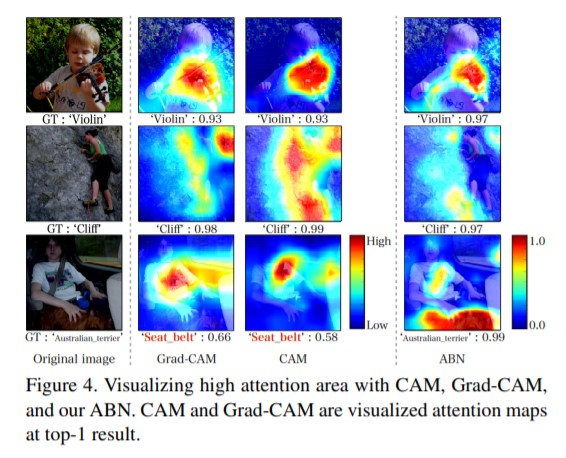 GT : 'Violin'
'Violin' : 0.93
'Violin' : 0.93
'Violin' : 0.97
GT : 'Cliff'
'Cliff' : 0.98
'Cliff' : 0.99
'Cliff' : 0.97
High
Low
1.0
0.0
GT : 'Australian_terrier'
'Seat_belt' : 0.66
'Seat_belt' : 0.58
'Australian_terrier' : 0.99
Original image
Grad-CAM
CAM
ABN
Figure 4. Visualizing high attention area with CAM, Grad-CAM,
and our ABN. CAM and Grad-CAM are visualized attention maps
at top-1 result.